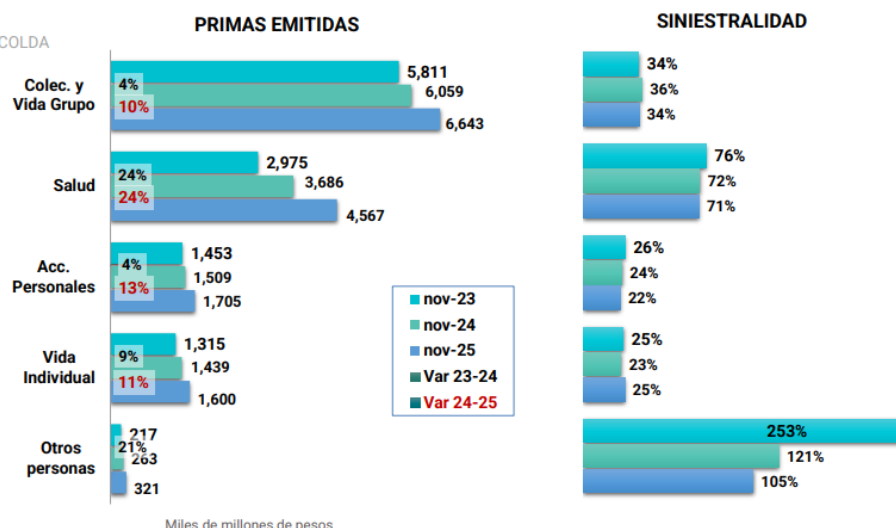 PRIMAS EMITIDAS
SINIESTRALIDAD
COLDA
Colec. y
Vida Grupo
4%
10%
5,811
6,059
6,643
34%
36%
34%
Salud
24%
24%
2,975
3,686
4,567
76%
72%
71%
Acc.
Personales
4%
13%
1,453
1,509
1,705
26%
24%
22%
Vida
Individual
9%
11%
1,315
1,439
1,600
25%
23%
25%
Otros
personas
217
21%
263
321
253%
121%
105%
nov-23
nov-24
nov-25
Var 23-24
Var 24-25
Miles de millones de pesos